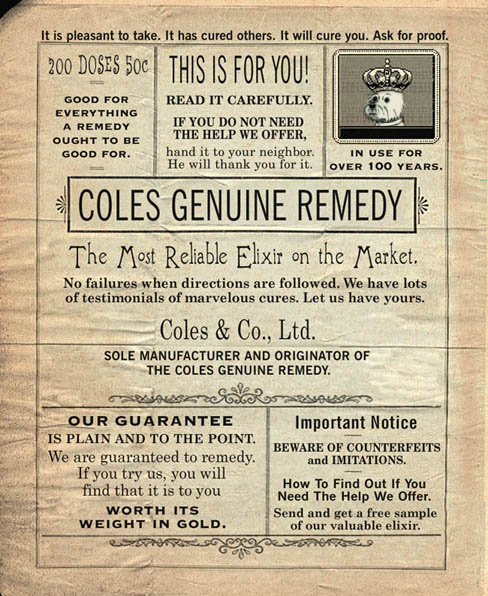 It is pleasant to take. It has cured others. It will cure you. Ask for proof.
200 DOSES 50c
GOOD FOR
EVERYTHING
A REMEDY
OUGHT TO BE
GOOD FOR.
THIS IS FOR YOU!
READ IT CAREFULLY.
IF YOU DO NOT NEED
THE HELP WE OFFER,
hand it to your neighbor.
He will thank you for it.
IN USE FOR
OVER 100 YEARS.
COLES GENUINE REMEDY
The Most Reliable Elixir on the Market.
No failures when directions are followed. We have lots
of testimonials of marvelous cures. Let us have yours.
Coles & Co., Ltd.
SOLE MANUFACTURER AND ORIGINATOR OF
THE COLES GENUINE REMEDY.
OUR GUARANTEE
IS PLAIN AND TO THE POINT.
We are guaranteed to remedy.
If you try us, you will
find that it is to you
WORTH ITS
WEIGHT IN GOLD.
Important Notice
BEWARE OF COUNTERFEITS
and IMITATIONS.
How To Find Out If You
Need The Help We Offer.
Send and get a free sample
of our valuable elixir.